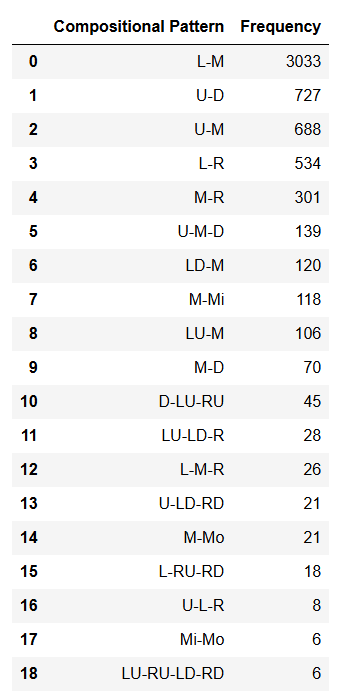 Compositional Pattern Frequency
0 L-M 3033
1 U-D 727
2 U-M 688
3 L-R 534
4 M-R 301
5 U-M-D 139
6 LD-M 120
7 M-Mi 118
8 LU-M 106
9 M-D 70
10 D-LU-RU 45
11 LU-LD-R 28
12 L-M-R 26
13 U-LD-RD 21
14 M-Mo 21
15 L-RU-RD 18
16 U-L-R 8
17 Mi-Mo 6
18 LU-RU-LD-RD 6